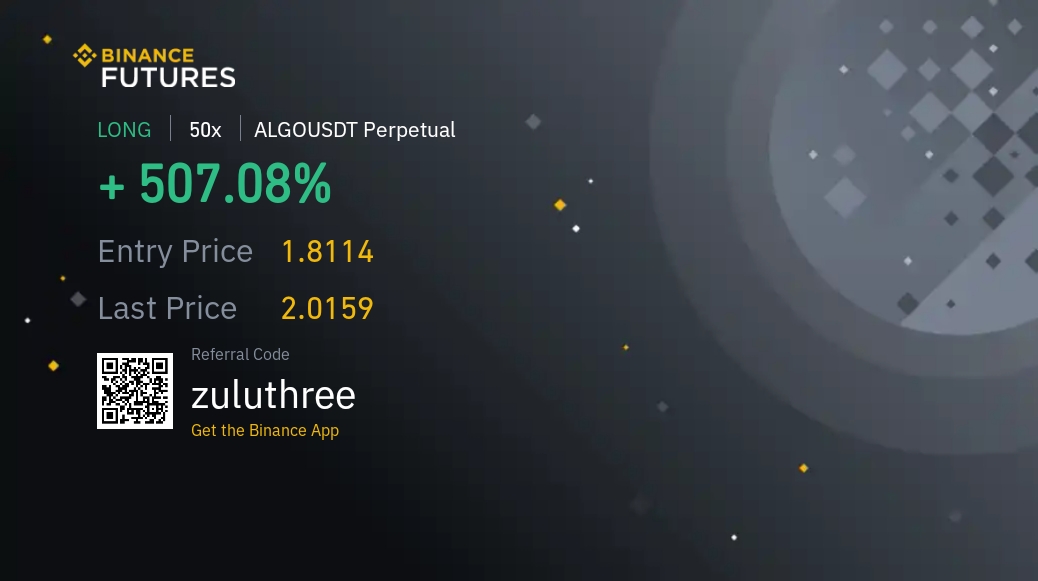 BINANCE
FUTURES
LONG | 50x | ALGOUSDT Perpetual
+ 507.08%
Entry Price 1.8114
Last Price 2.0159
Referral Code
zuluthree
Get the Binance App